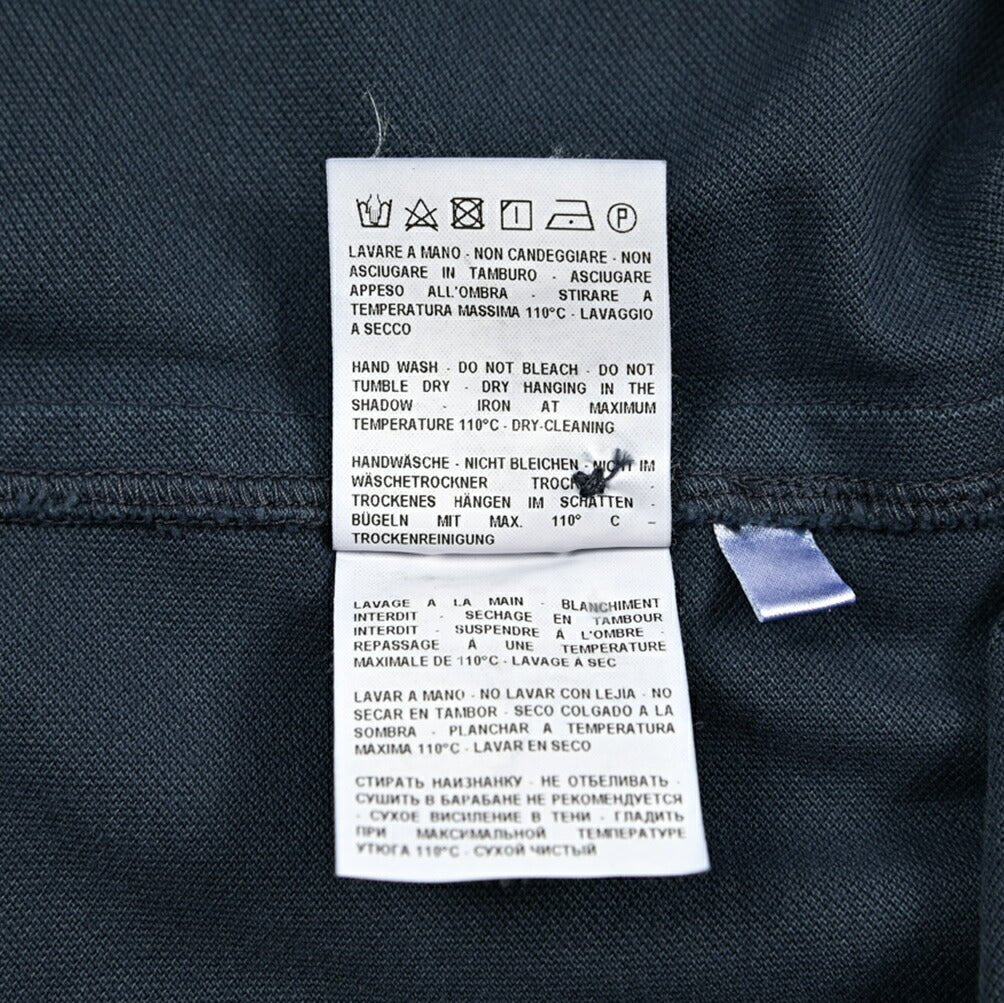 P
LAVARE A MANO - NON CANDEGGIARE - NON
ASCIUGARE IN TAMBURO - ASCIUGARE
APPESO ALL'OMBRA - STIRARE A
TEMPERATURA MASSIMA 110°C - LAVAGGIO
A SECCO
HAND WASH - DO NOT BLEACH - DO NOT
TUMBLE DRY - DRY HANGING IN THE
SHADOW - IRON AT MAXIMUM
TEMPERATURE 110°C - DRY-CLEANING
HANDWÄSCHE - NICHT BLEICHEN - NICHT IM
WÄSCHETROCKNER -
TROCKENES HÄNGEN IM SCHATTEN -
BÜGELN MIT MAX. 110° C -
TROCKENREINIGUNG
LAVAGE A LA MAIN - BLANCHIMENT
INTERDIT - SECHAGE EN TAMBOUR
INTERDIT - SUSPENDRE Á L'OMBRE -
REPASSAGE Á UNE TEMPERATURE
MAXIMALE DE 110°C - LAVAGE A SEC
LAVAR A MANO - NO LAVAR CON LEJÍA - NO
SECAR EN TAMBOR - SECO COLGADO A LA
SOMBRA - PLANCHAR A TEMPERATURA
MAXIMA 110°C - LAVAR EN SECO
СТИРАТЬ НАИЗНАНКУ - НЕ ОТБЕЛИВАТЬ -
СУШИТЬ В БАРАБАНЕ НЕ РЕКОМЕНДУЕТСЯ
- СУХОЕ ВИСИЛЕНИЕ В ТЕНИ - ГЛАДИТЬ
ПРИ МАКСИМАЛЬНОЙ ТЕМПЕРАТУРЕ
УТЮГА 110°C - СУХОЙ ЧИСТЫЙ